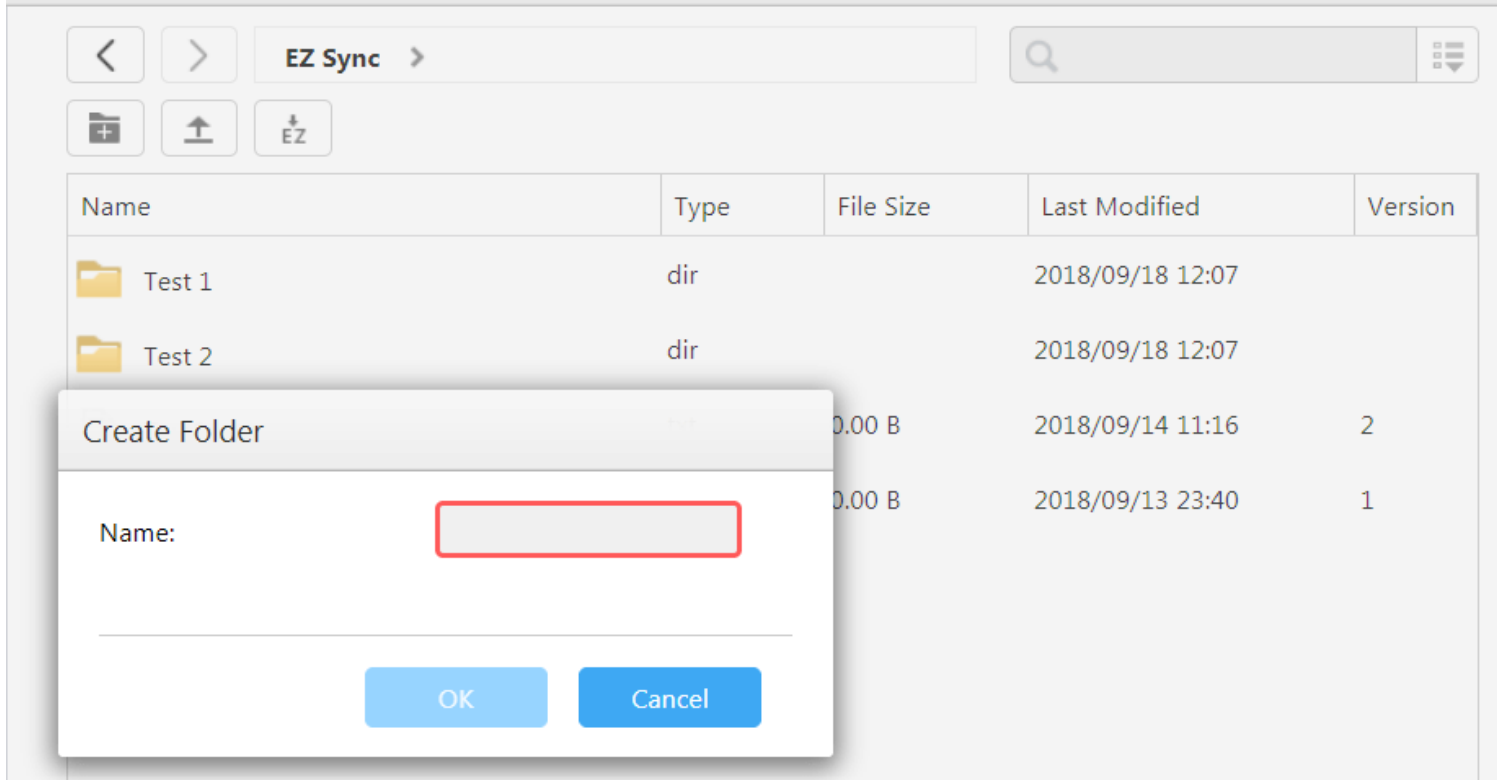 EZ Sync >
EZ
Name Type File Size Last Modified Version
Test 1 dir 2018/09/18 12:07
Test 2 dir 2018/09/18 12:07
0.00 B 2018/09/14 11:16 2
0.00 B 2018/09/13 23:40 1
Create Folder
Name:
OK Cancel